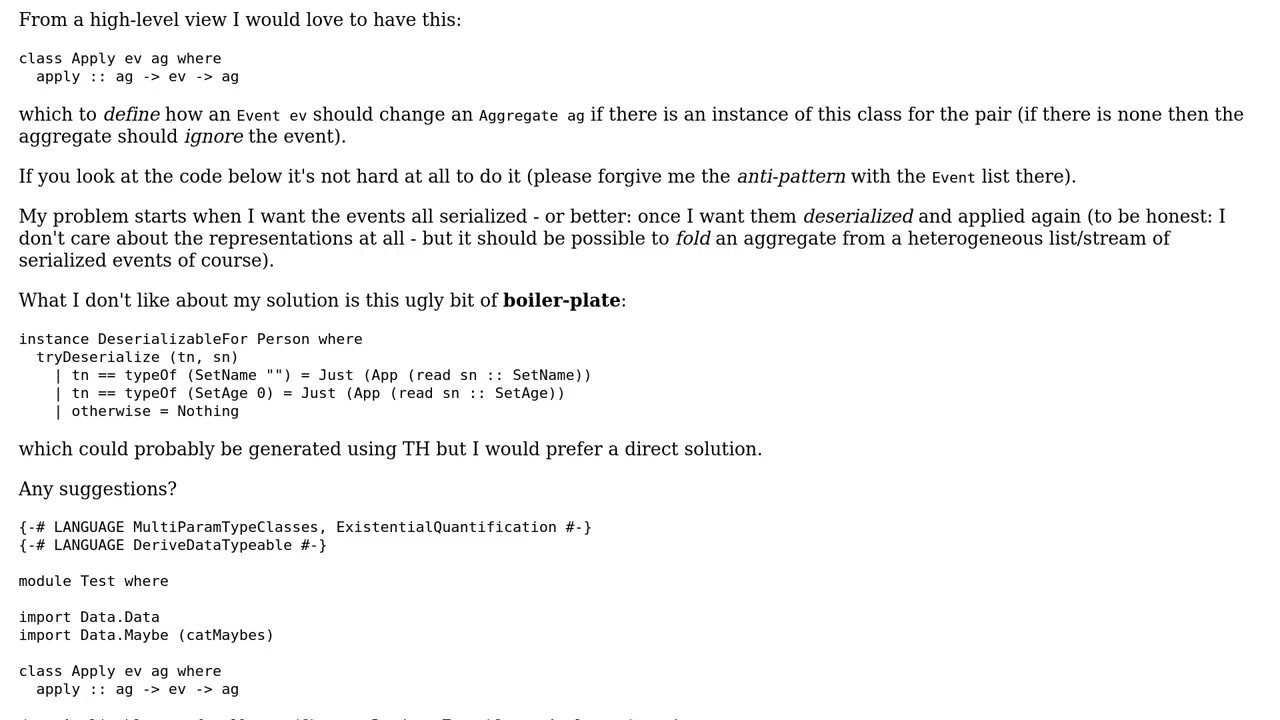 From a high-level view I would love to have this:
class Apply ev ag where
  apply :: ag -> ev -> ag
which to define how an Event ev should change an Aggregate ag if there is an instance of this class for the pair (if there is none then the
aggregate should ignore the event).
If you look at the code below it's not hard at all to do it (please forgive me the anti-pattern with the Event list there).
My problem starts when I want the events all serialized - or better: once I want them deserialized and applied again (to be honest: I
don't care about the representations at all - but it should be possible to fold an aggregate from a heterogeneous list/stream of
serialized events of course).
What I don't like about my solution is this ugly bit of boiler-plate:
instance DeserializableFor Person where
  tryDeserialize (tn, sn)
    | tn == typeOf (SetName "") = Just (App (read sn :: SetName))
    | tn == typeOf (SetAge 0) = Just (App (read sn :: SetAge))
    | otherwise = Nothing
which could probably be generated using TH but I would prefer a direct solution.
Any suggestions?
{-# LANGUAGE MultiParamTypeClasses, ExistentialQuantification #-}
{-# LANGUAGE DeriveDataTypeable #-}
module Test where
import Data.Data
import Data.Maybe (catMaybes)
class Apply ev ag where
  apply :: ag -> ev -> ag